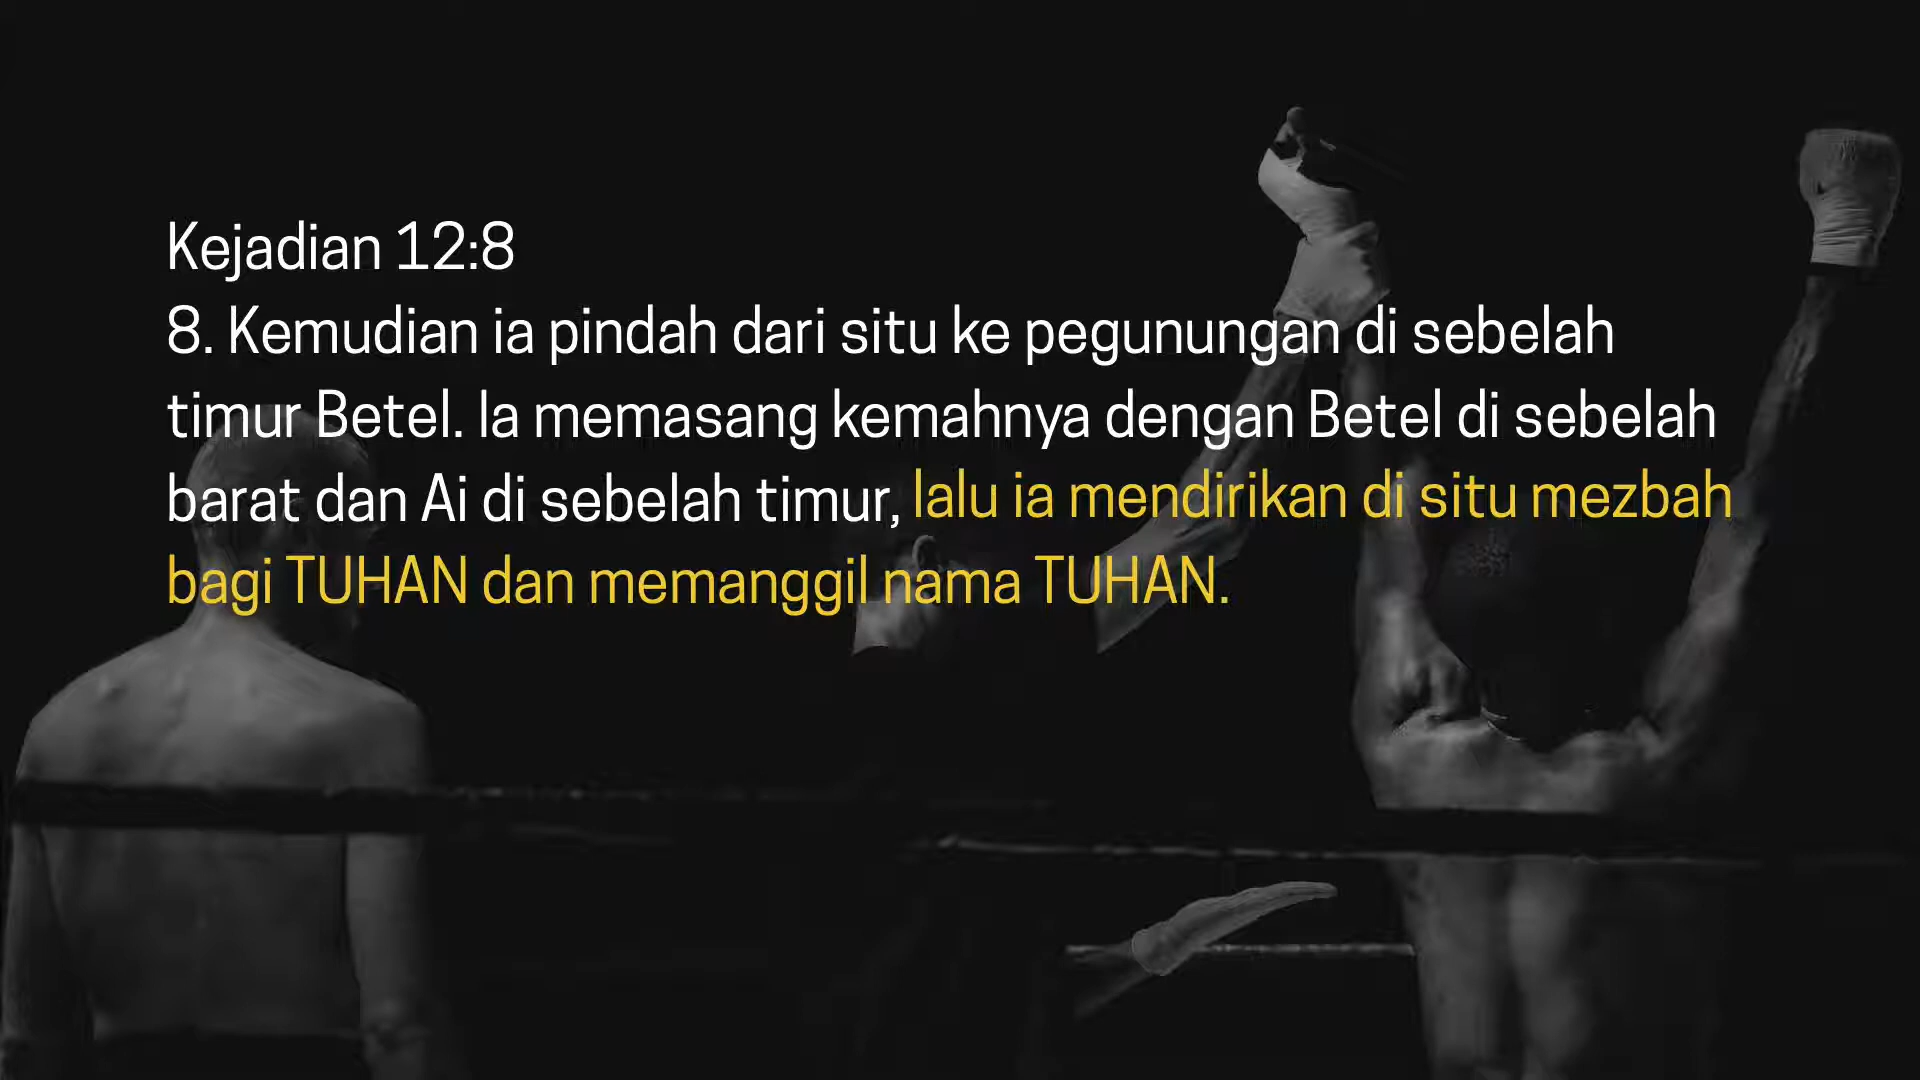 Kejadian 12:8
8. Kemudian ia pindah dari situ ke pegunungan di sebelah
timur Betel. Ia memasang kemahnya dengan Betel di sebelah
barat dan Ai di sebelah timur, lalu ia mendirikan di situ mezbah
bagi TUHAN dan memanggil nama TUHAN.